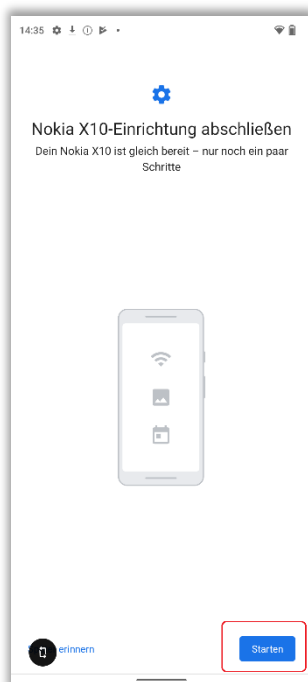 14:35
Nokia X10-Einrichtung abschließen
Dein Nokia X10 ist gleich bereit – nur noch ein paar
Schritte
erinnern
Starten